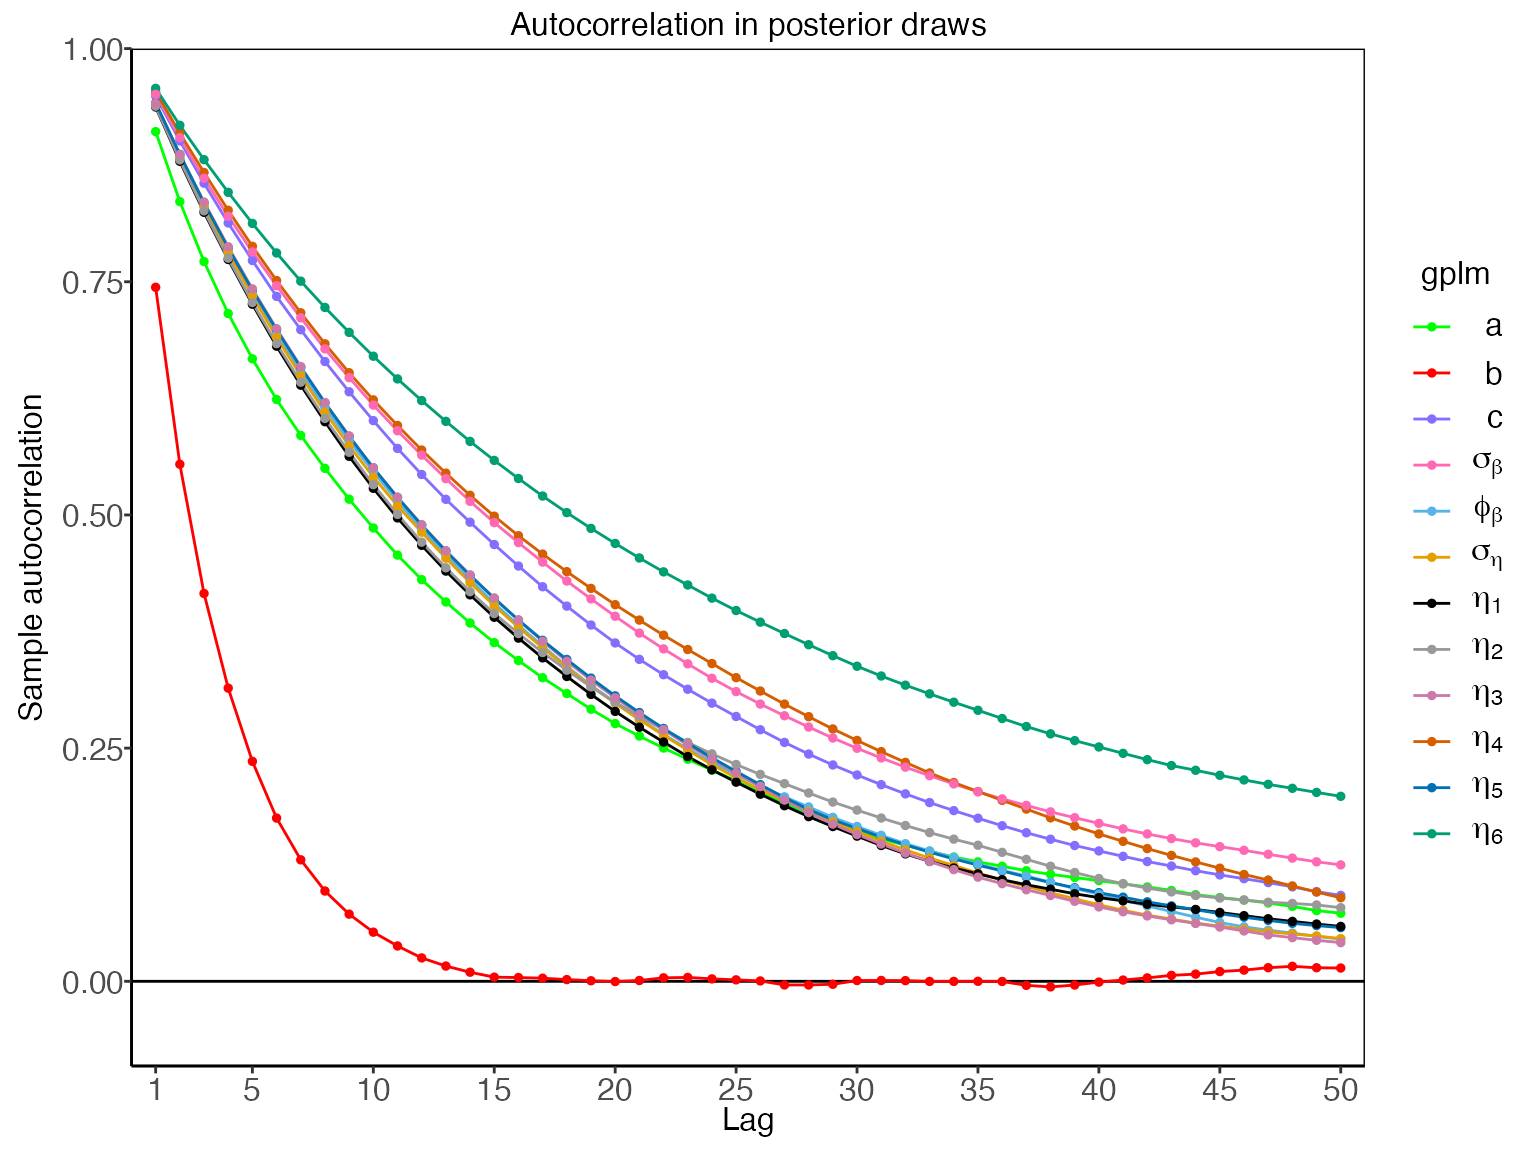 Autocorrelation in posterior draws
1.00
0.75
0.50
0.25
0.00
Sample autocorrelation
1 5 10 15 20 25 30 35 40 45 50
Lag
gplm
a
b
c
σβ
ϕβ
ση
η1
η2
η3
η4
η5
η6